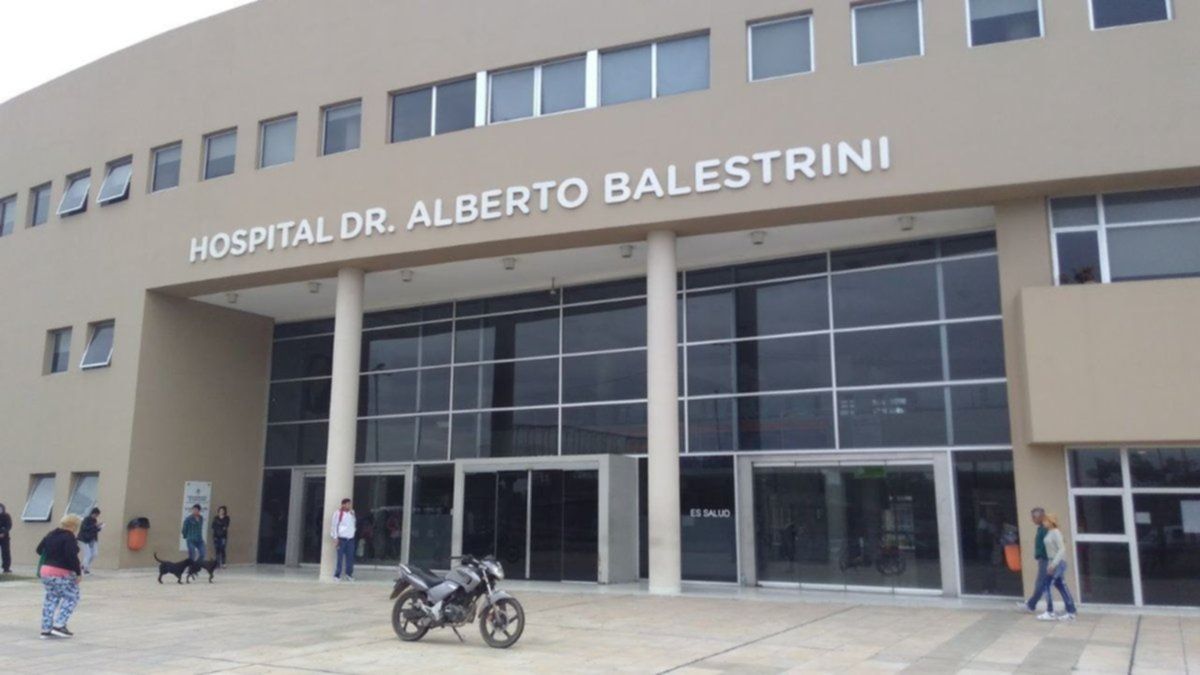 HOSPITAL DR. ALBERTO BALESTRINI
ES SALUD